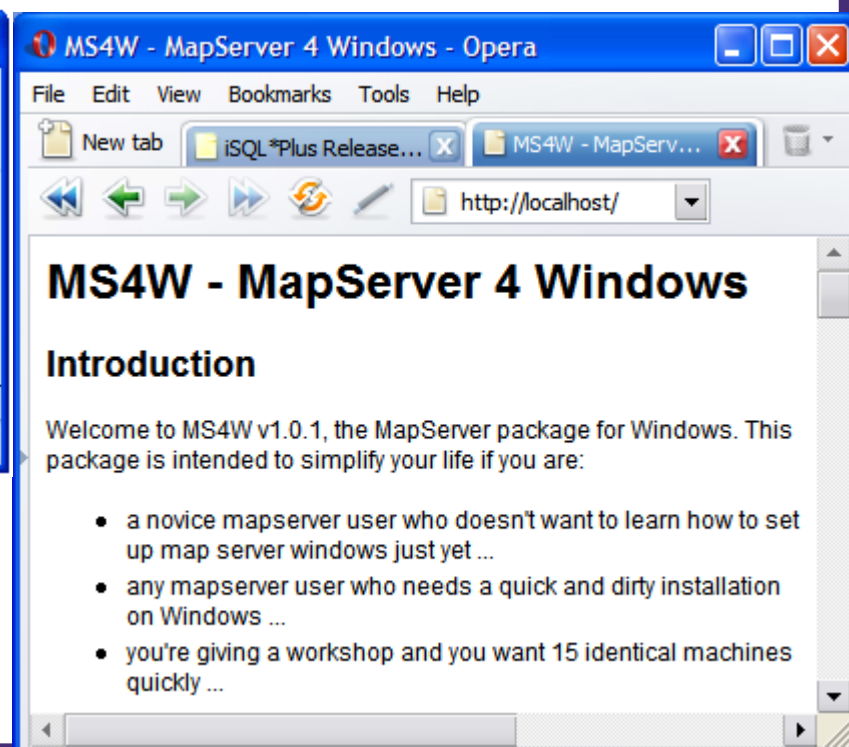 MS4W - MapServer 4 Windows - Opera
File Edit View Bookmarks Tools Help
New tab iSQL*Plus Release... MS4W - MapServ...
http://localhost/
MS4W - MapServer 4 Windows
Introduction
Welcome to MS4W v1.0.1, the MapServer package for Windows. This
package is intended to simplify your life if you are:
a novice mapserver user who doesn't want to learn how to set
up map server windows just yet ...
any mapserver user who needs a quick and dirty installation
on Windows ...
you're giving a workshop and you want 15 identical machines
quickly ...